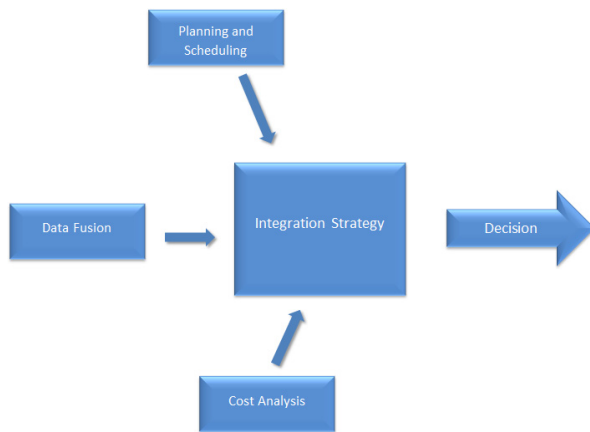 Planning and
Scheduling
Data Fusion
Integration Strategy
Decision
Cost Analysis